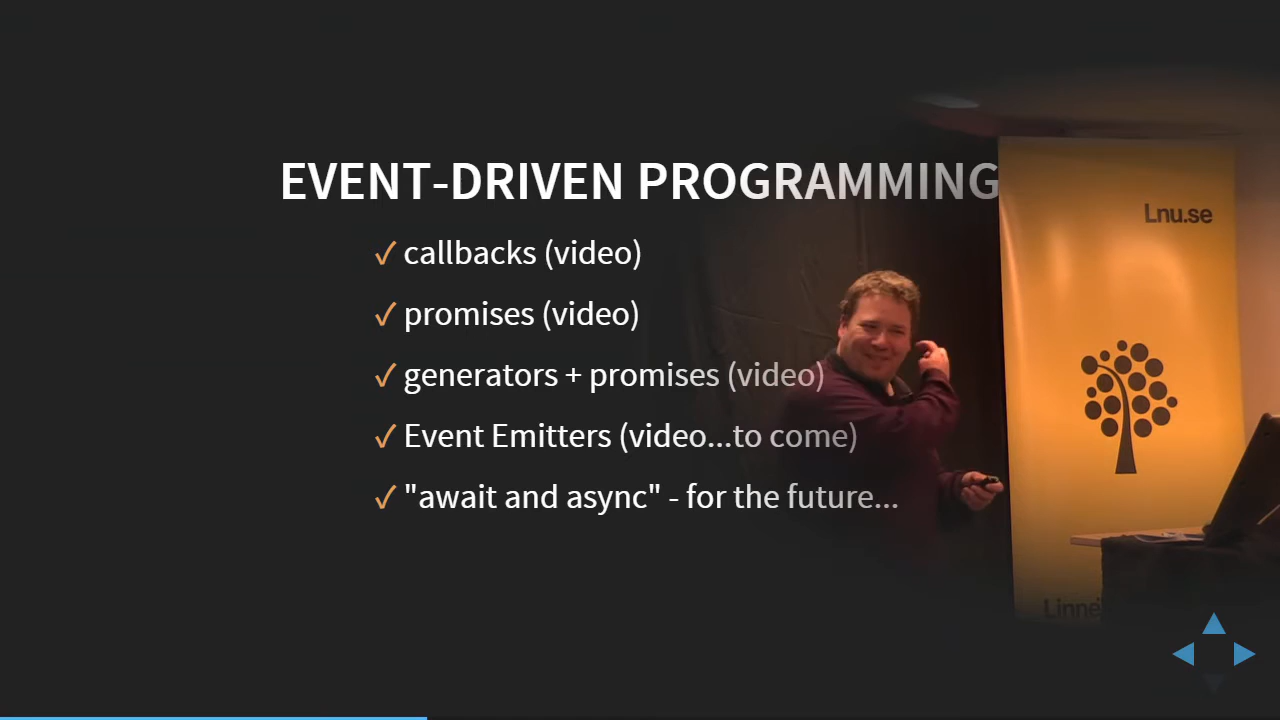 EVENT-DRIVEN PROGRAMMING
✓ callbacks (video)
✓ promises (video)
✓ generators + promises (video)
✓ Event Emitters (video...to come)
✓ "await and async" - for the future...
Lnu.se
Linne